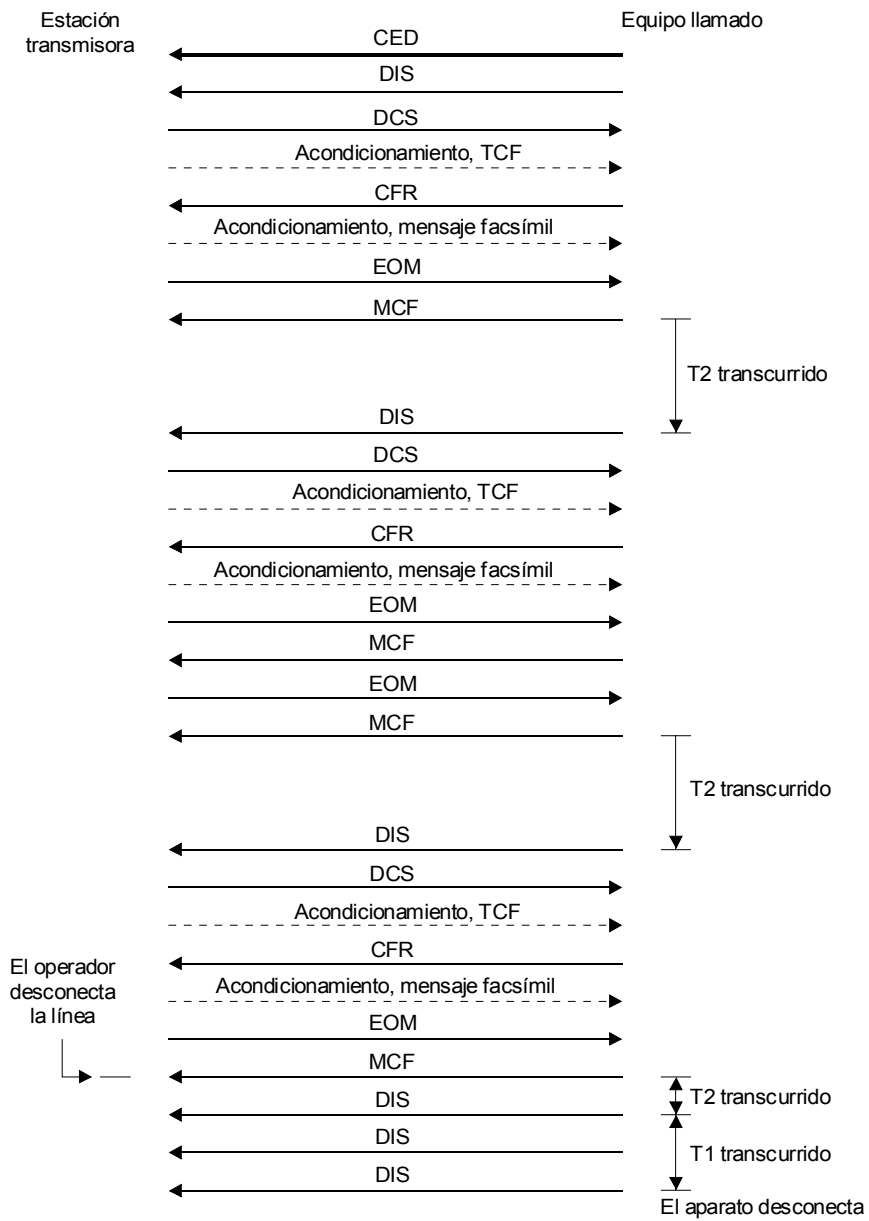 Estación
transmisora
Equipo llamado
CED
DIS
DCS
Acondicionamiento, TCF
CFR
Acondicionamiento, mensaje facsímil
EOM
MCF
T2 transcurrido
DIS
DCS
Acondicionamiento, TCF
CFR
Acondicionamiento, mensaje facsímil
EOM
MCF
EOM
MCF
T2 transcurrido
DIS
DCS
Acondicionamiento, TCF
CFR
El operador
desconecta
la línea
Acondicionamiento, mensaje facsímil
EOM
MCF
T2 transcurrido
DIS
DIS
T1 transcurrido
DIS
El aparato desconecta